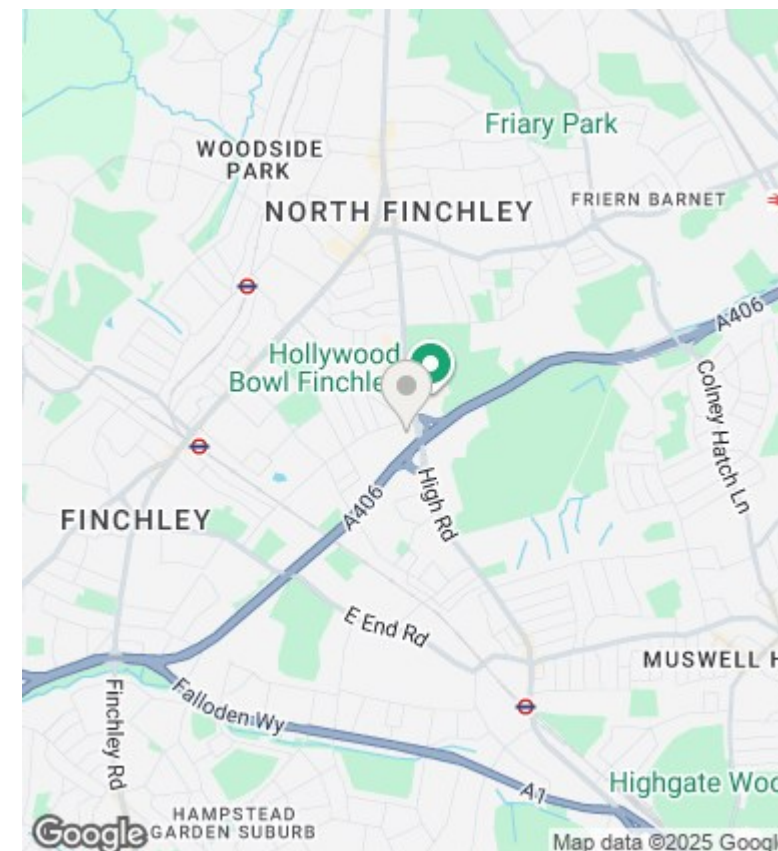 Friary Park
WOODSIDE
PARK
NORTH FINCHLEY
FRIERN BARNET
A406
Hollywood
Bowl Finchle
Colney Hatch Ln
High Rd
FINCHLEY
A406
E End Rd
MUSWELL H
Finchley Rd
Falloden Wy
A1
Highgate Woo
HAMPSTEAD
GARDEN SUBURB
Google
Map data ©2025 Googl